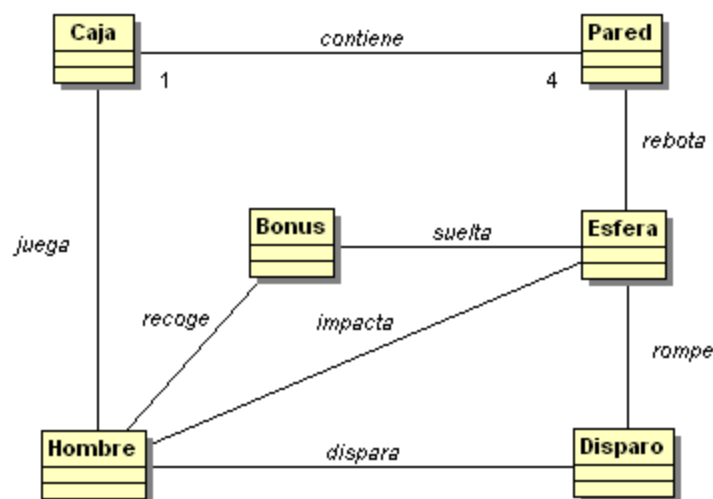 Caja
contiene
Pared
1
4
rebota
Bonus
suelta
Esfera
juega
recoge
impacta
rompe
Hombre
dispara
Disparo